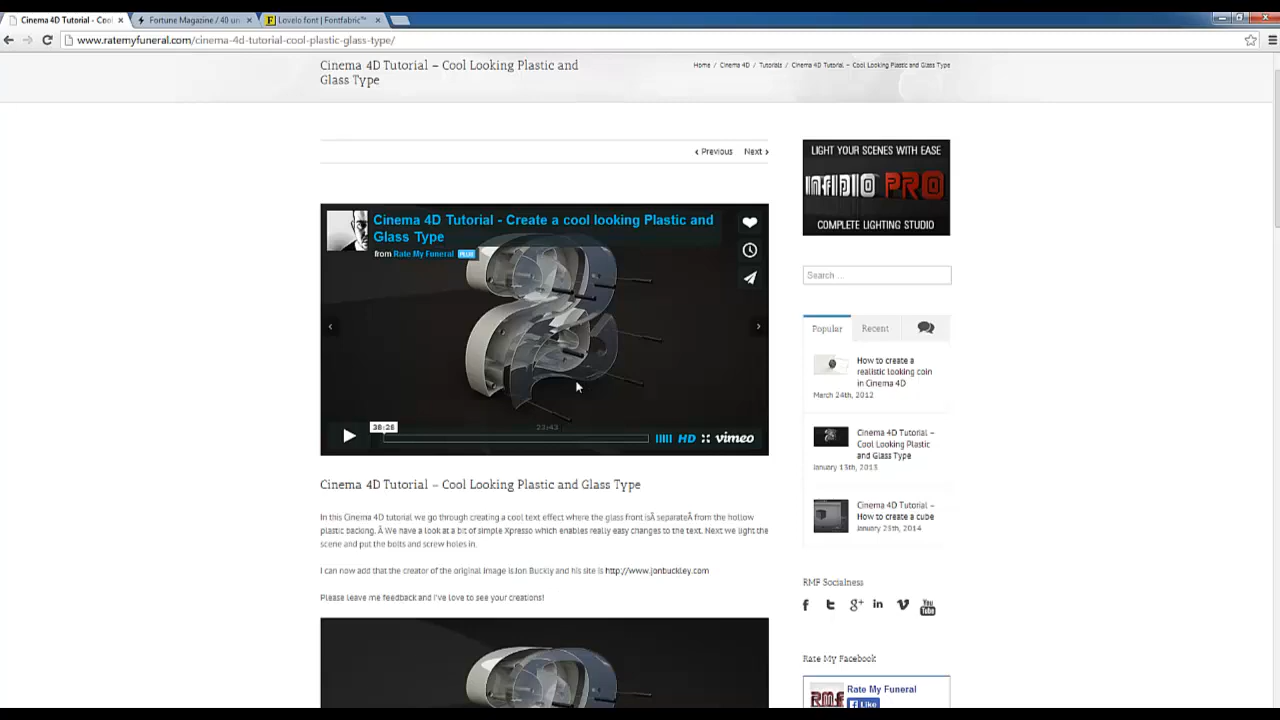 Cinema 4D Tutorial – Coo
Fortune Magazine / 40 un
Lovelo font | Fontfabric™
www.ratemyfuneral.com/cinema-4d-tutorial-cool-plastic-glass-type/
Cinema 4D Tutorial – Cool Looking Plastic and
Glass Type
Home / Cinema 4D / Tutorials / Cinema 4D Tutorial – Cool Looking Plastic and Glass Type
‹ Previous Next ›
Cinema 4D Tutorial - Create a cool looking Plastic and
Glass Type
from Rate My Funeral PLUS
38:26
23:43
HD vimeo
Cinema 4D Tutorial – Cool Looking Plastic and Glass Type
In this Cinema 4D tutorial we go through creating a cool text effect where the glass front isÂ separateÂ from the hollow
plastic backing. Â We have a look at a bit of simple Xpresso which enables really easy changes to the text. Next we light the
scene and put the bolts and screw holes in.
I can now add that the creator of the original image is Jon Buckly and his site is http://www.jonbuckley.com
Please leave me feedback and I've love to see your creations!
LIGHT YOUR SCENES WITH EASE
INFIDIO PRO
COMPLETE LIGHTING STUDIO
Search ...
Popular Recent
How to create a
realistic looking coin
in Cinema 4D
March 24th, 2012
Cinema 4D Tutorial –
Cool Looking Plastic
and Glass Type
January 13th, 2013
Cinema 4D Tutorial –
How to create a cube
January 25th, 2014
RMF Socialness
You
Tube
Rate My Facebook
RMF
Rate My Funeral
Like